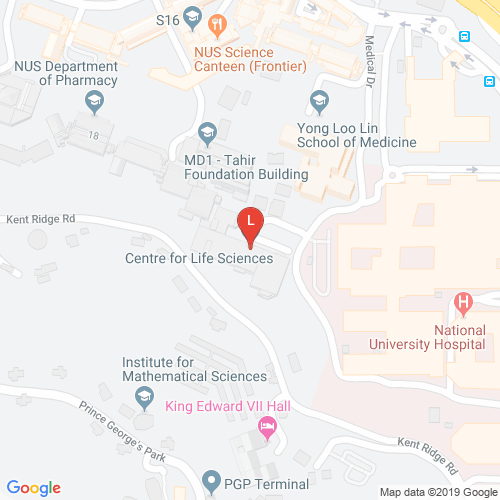 S16
NUS Science
Canteen (Frontier)
Medical Dr
NUS Department
of Pharmacy
18
Yong Loo Lin
School of Medicine
MD1 - Tahir
Foundation Building
Kent Ridge Rd
L
Centre for Life Sciences
H
National
University Hospital
Institute for
Mathematical Sciences
King Edward VII Hall
Prince George's Park
Kent Ridge Rd
PGP Terminal
Google
Map data ©2019 Google